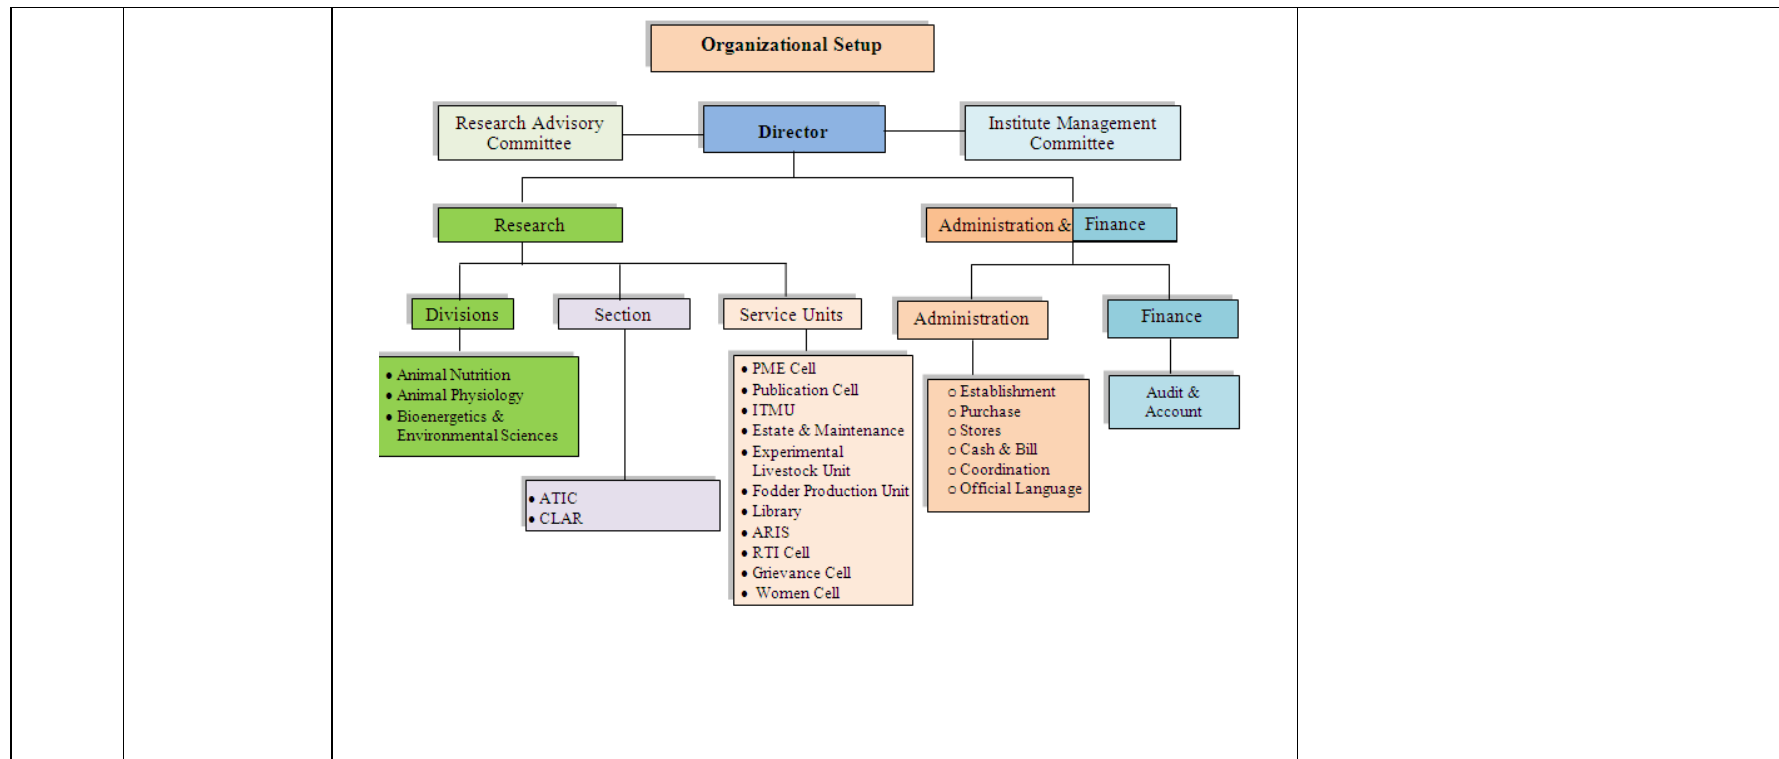 Organizational Setup
Research Advisory
Committee
Director
Institute Management
Committee
Research
Administration & Finance
Divisions
Section
Service Units
Administration
Finance
• Animal Nutrition
• Animal Physiology
• Bioenergetics &
Environmental Sciences
• ATIC
• CLAR
• PME Cell
• Publication Cell
• ITMU
• Estate & Maintenance
• Experimental
Livestock Unit
• Fodder Production Unit
• Library
• ARIS
• RTI Cell
• Grievance Cell
• Women Cell
o Establishment
o Purchase
o Stores
o Cash & Bill
o Coordination
o Official Language
Audit &
Account